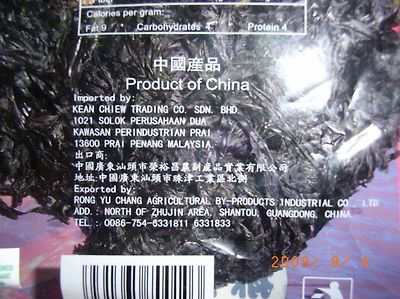 Calories per gram:
Fat 9 • Carbohydrates 4 • Protein 4
中國產品
Product of China
Imported by:
KEAN CHIEW TRADING CO. SDN. BHD
1021 SOLOK PERUSAHAAN DUA
KAWASAN PERINDUSTRIAN PRAI
13600 PRAI PENANG MALAYSIA.
出口商:
中國廣東汕頭市榮裕昌農副產品實業有限公司
地址:中國廣東汕頭市珠津工業區北側
Exported by:
RONG YU CHANG AGRICULTURAL BY-PRODUCTS INDUSTRIAL CO., LTD
ADD.: NORTH OF ZHUJIN AREA, SHANTOU, GUANGDONG, CHINA
TEL.: 0086-754-6331811 6331833